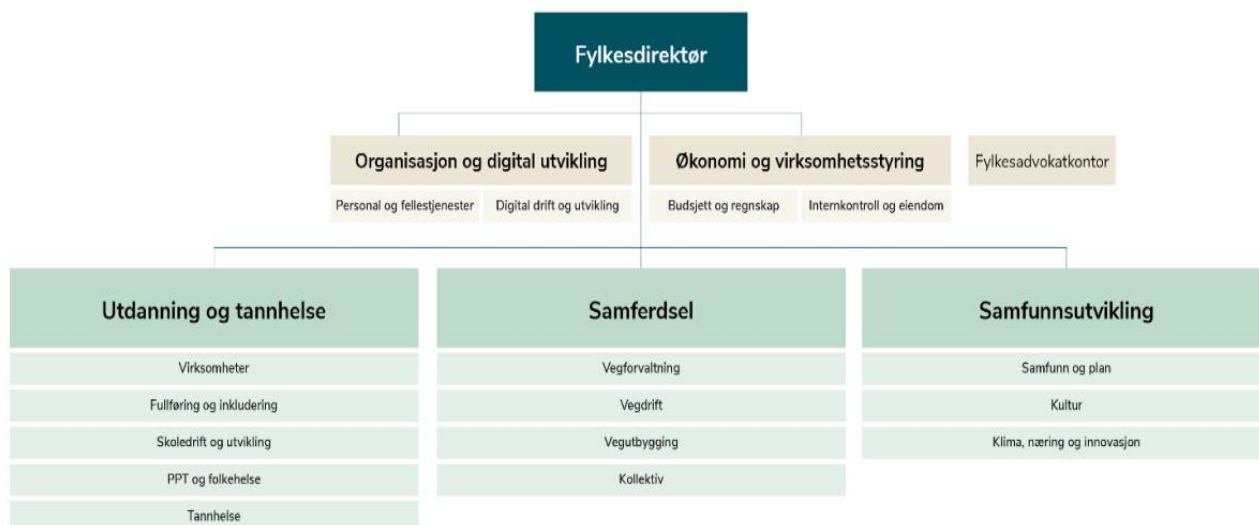 Fylkesdirektør
Organisasjon og digital utvikling
Økonomi og virksomhetsstyring
Fylkesadvokatkontor
Personal og fellestjenester
Digital drift og utvikling
Budsjett og regnskap
Internkontroll og eiendom
Utdanning og tannhelse
Virksomheter
Fullføring og inkludering
Skoledrift og utvikling
PPT og folkehelse
Tannhelse
Samferdsel
Vegforvaltning
Vegdrift
Vegutbygging
Kollektiv
Samfunnsutvikling
Samfunn og plan
Kultur
Klima, næring og innovasjon